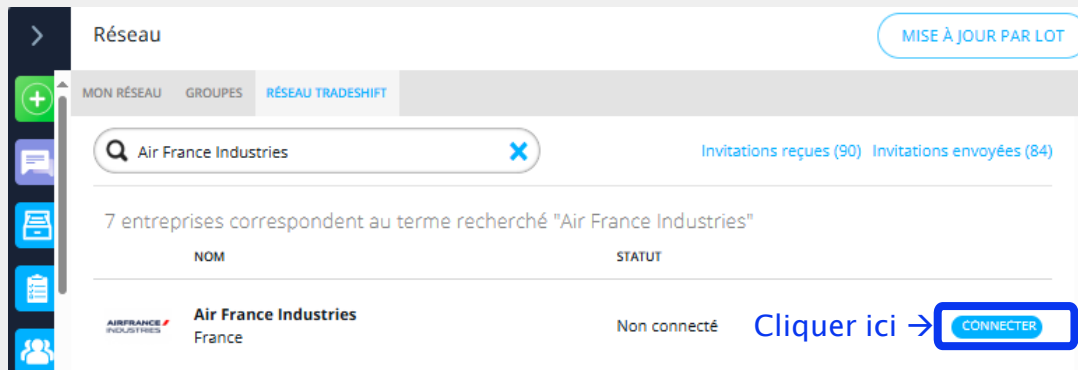 Réseau
MISE À JOUR PAR LOT
MON RÉSEAU GROUPES RÉSEAU TRADESHIFT
Air France Industries
Invitations reçues (90) Invitations envoyées (84)
7 entreprises correspondent au terme recherché "Air France Industries"
NOM STATUT
AIRFRANCE
INDUSTRIES
Air France Industries
France
Non connecté
Cliquer ici →
CONNECTER